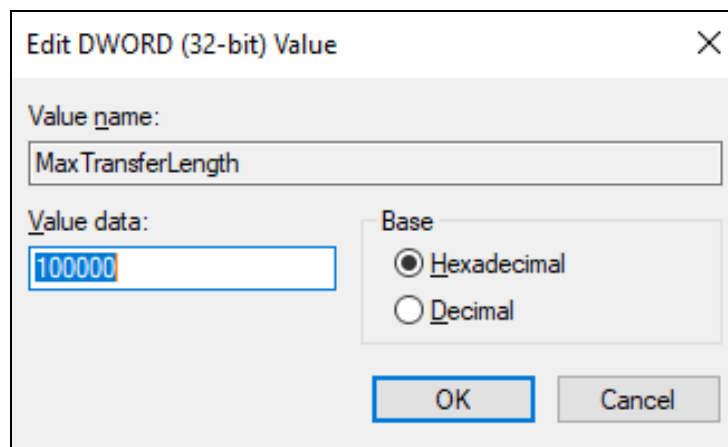 Edit DWORD (32-bit) Value
Value name:
MaxTransferLength
Value data:
100000
Base
Hexadecimal
Decimal
OK
Cancel